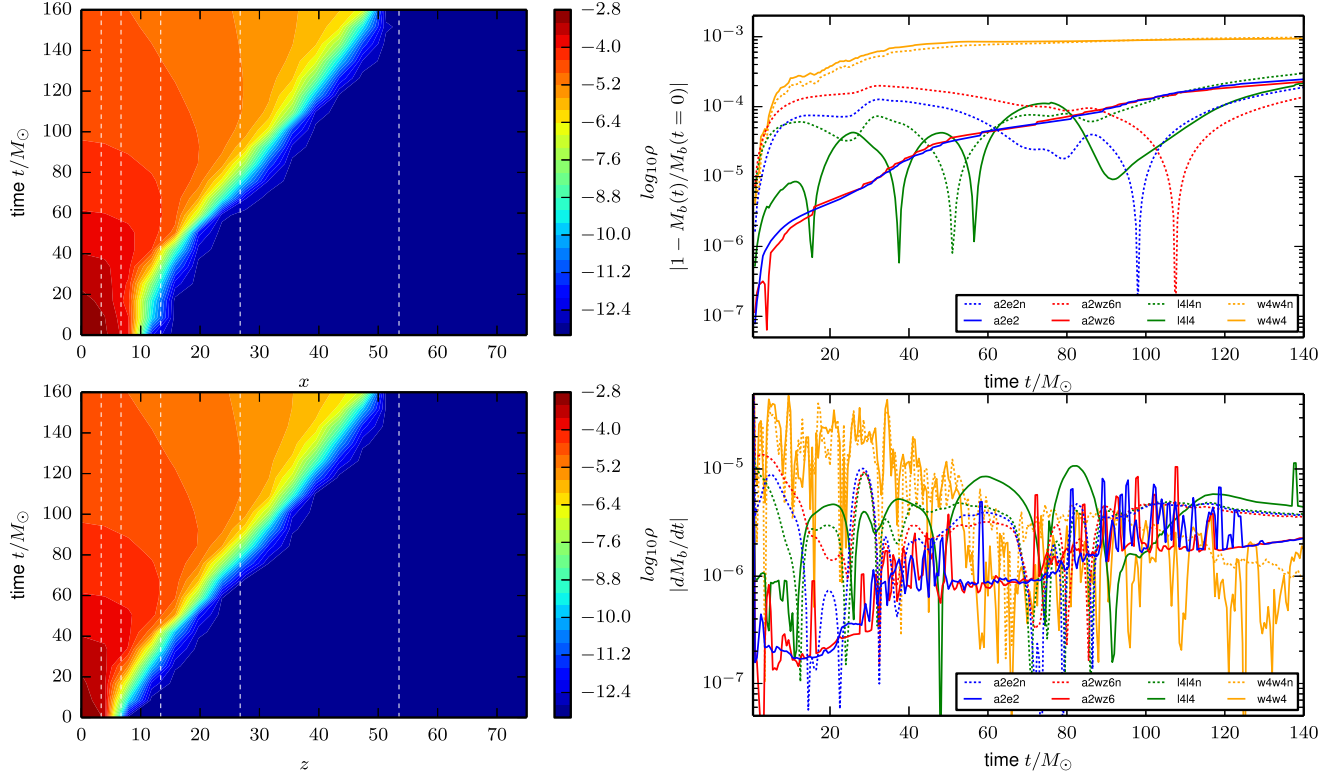 160
140
120
100
80
60
40
20
0
time t/M⊙
0 10 20 30 40 50 60 70
x
−2.8
−4.0
−5.2
−6.4
−7.6
−8.8
−10.0
−11.2
−12.4
log₁₀ρ
10⁻³
10⁻⁴
10⁻⁵
10⁻⁶
10⁻⁷
|1 − M_b(t)/M_b(t = 0)|
a2e2n a2wz6n l4l4n w4w4n
a2e2 a2wz6 l4l4 w4w4
20 40 60 80 100 120 140
time t/M⊙
160
140
120
100
80
60
40
20
0
time t/M⊙
0 10 20 30 40 50 60 70
z
−2.8
−4.0
−5.2
−6.4
−7.6
−8.8
−10.0
−11.2
−12.4
log₁₀ρ
10⁻⁵
10⁻⁶
10⁻⁷
|dM_b/dt|
a2e2n a2wz6n l4l4n w4w4n
a2e2 a2wz6 l4l4 w4w4
20 40 60 80 100 120 140
time t/M⊙